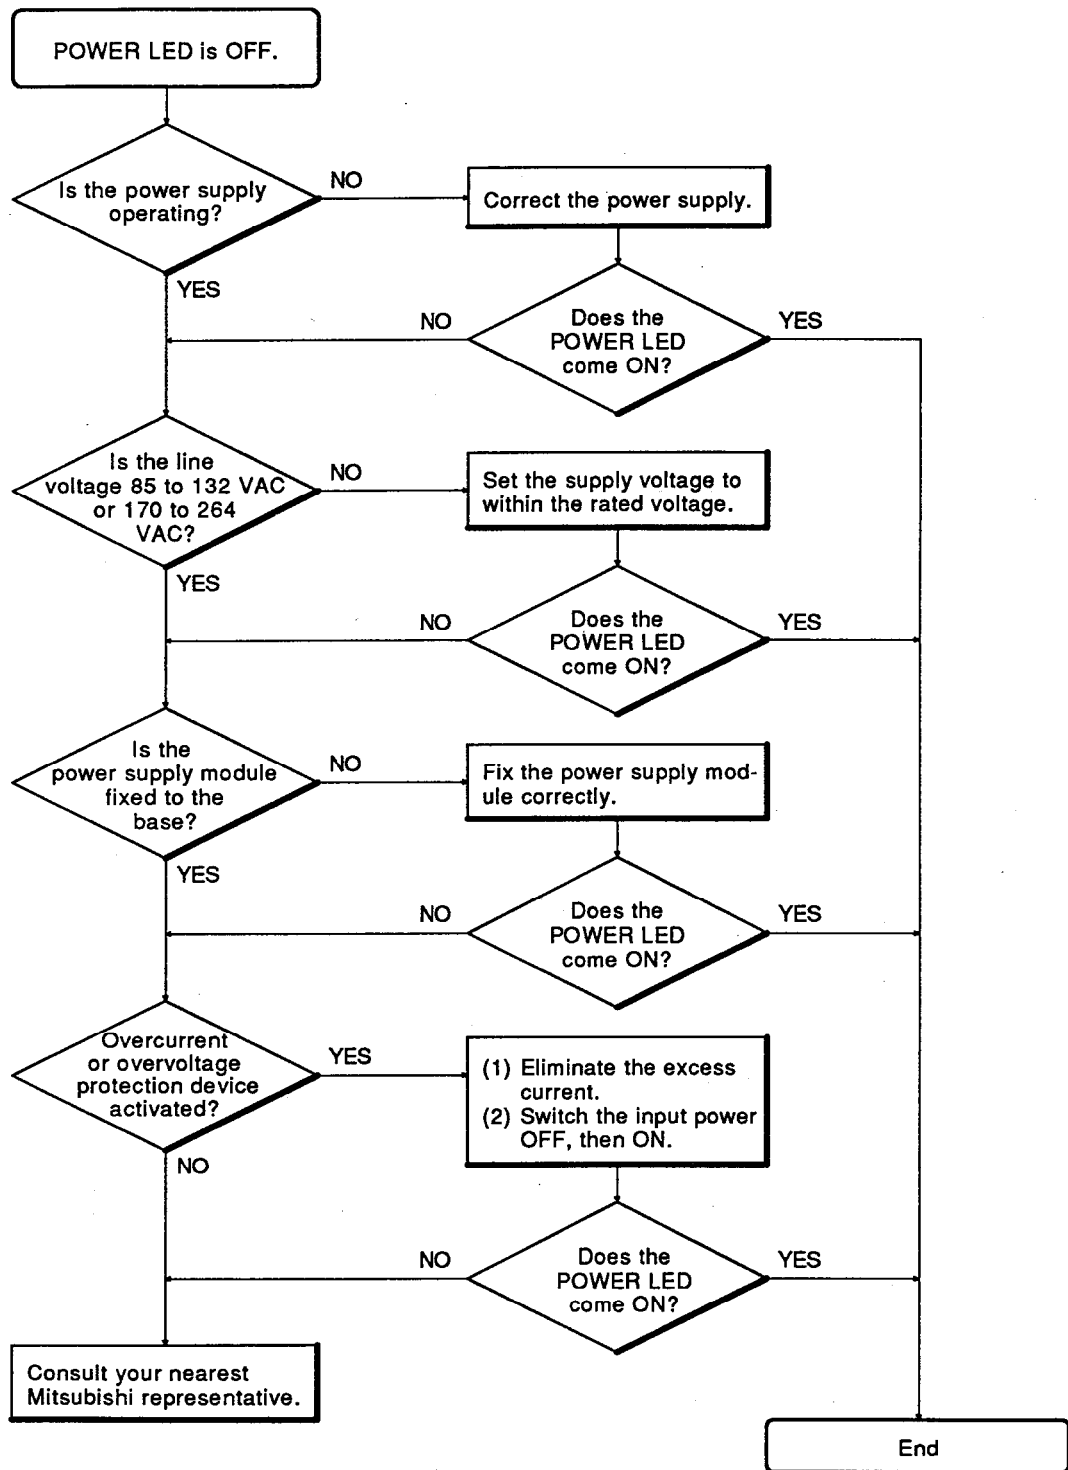 POWER LED is OFF.
Is the power supply
operating?
NO
Correct the power supply.
YES
Does the
POWER LED
come ON?
NO
YES
Is the line
voltage 85 to 132 VAC
or 170 to 264
VAC?
NO
Set the supply voltage to
within the rated voltage.
YES
Does the
POWER LED
come ON?
NO
YES
Is the
power supply module
fixed to the
base?
NO
Fix the power supply mod-
ule correctly.
YES
Does the
POWER LED
come ON?
NO
YES
Overcurrent
or overvoltage
protection device
activated?
YES
(1) Eliminate the excess
current.
(2) Switch the input power
OFF, then ON.
NO
Does the
POWER LED
come ON?
NO
YES
Consult your nearest
Mitsubishi representative.
End